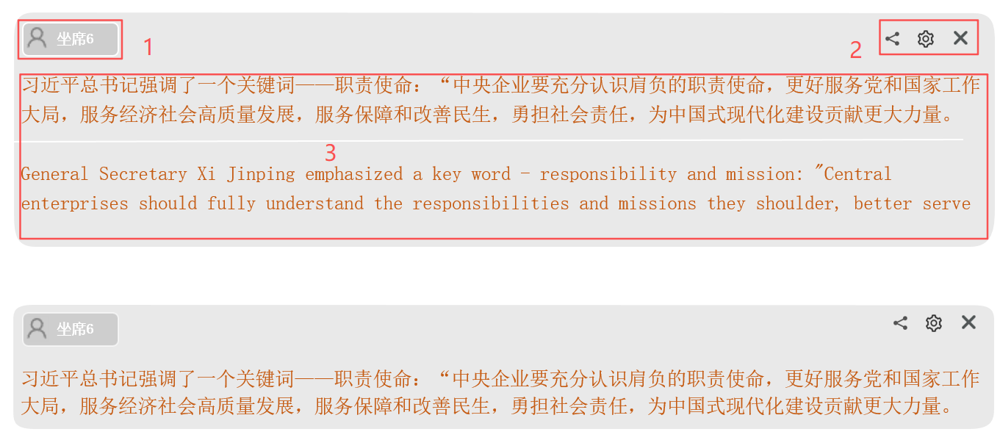 坐席6
1
2
习近平总书记强调了一个关键词——职责使命：“中央企业要充分认识肩负的职责使命，更好服务党和国家工作
大局，服务经济社会高质量发展，服务保障和改善民生，勇担社会责任，为中国式现代化建设贡献更大力量。
3
General Secretary Xi Jinping emphasized a key word - responsibility and mission: "Central
enterprises should fully understand the responsibilities and missions they shoulder, better serve
坐席6
习近平总书记强调了一个关键词——职责使命：“中央企业要充分认识肩负的职责使命，更好服务党和国家工作
大局，服务经济社会高质量发展，服务保障和改善民生，勇担社会责任，为中国式现代化建设贡献更大力量。